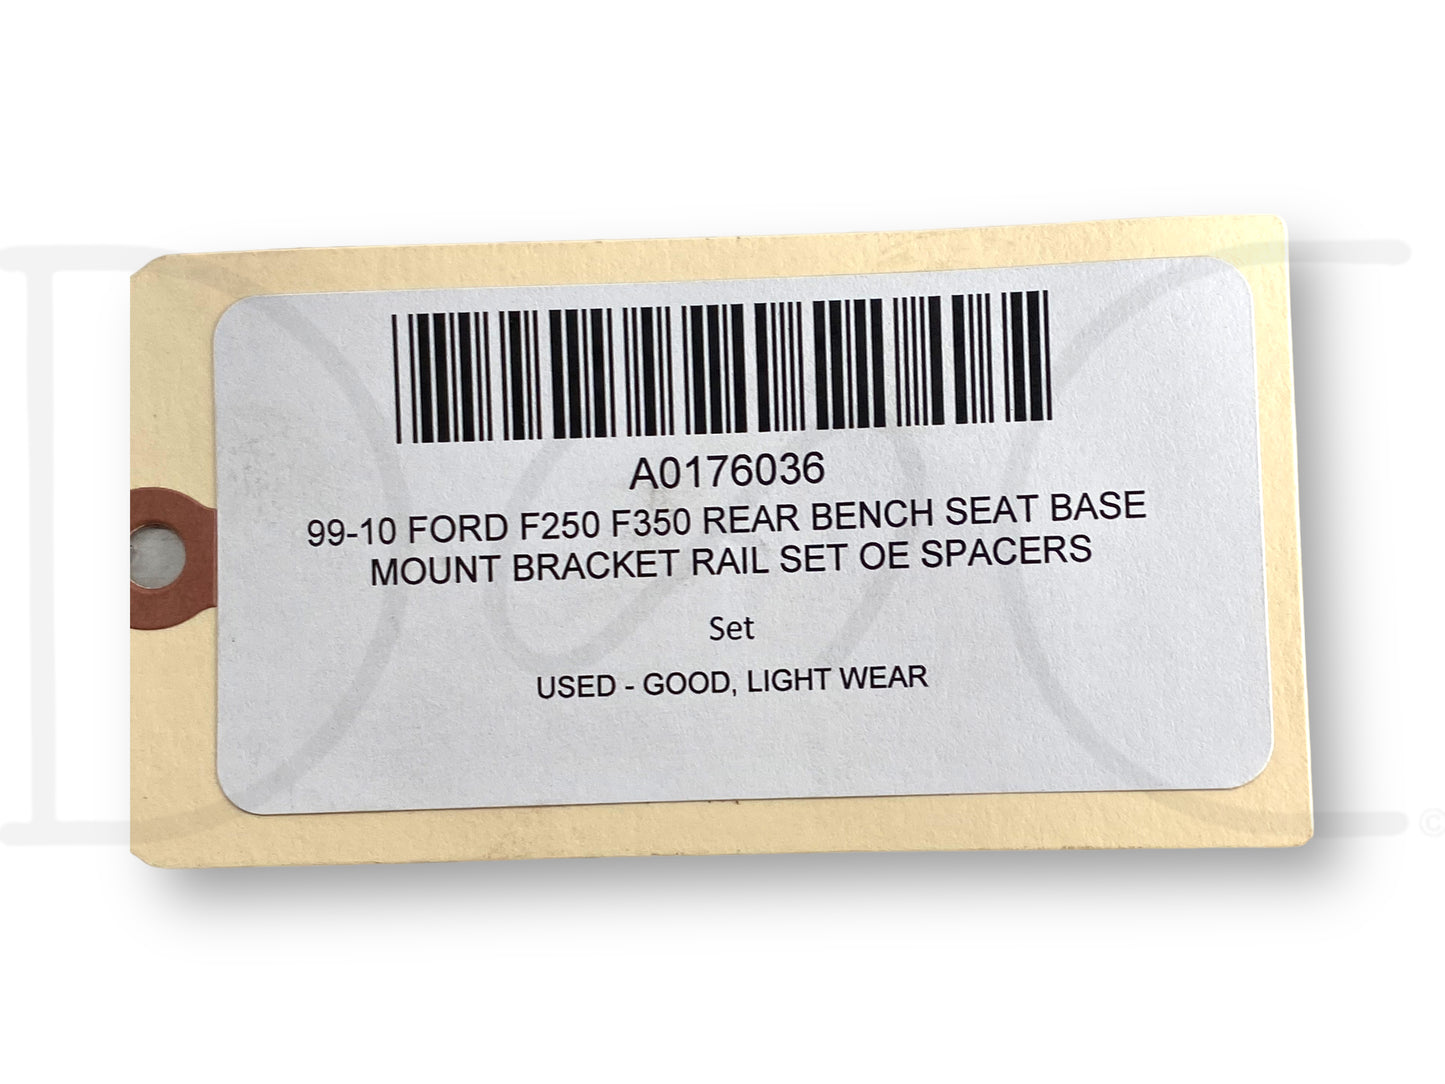 A0176036
99-10 FORD F250 F350 REAR BENCH SEAT BASE
MOUNT BRACKET RAIL SET OE SPACERS
Set
USED - GOOD, LIGHT WEAR
©